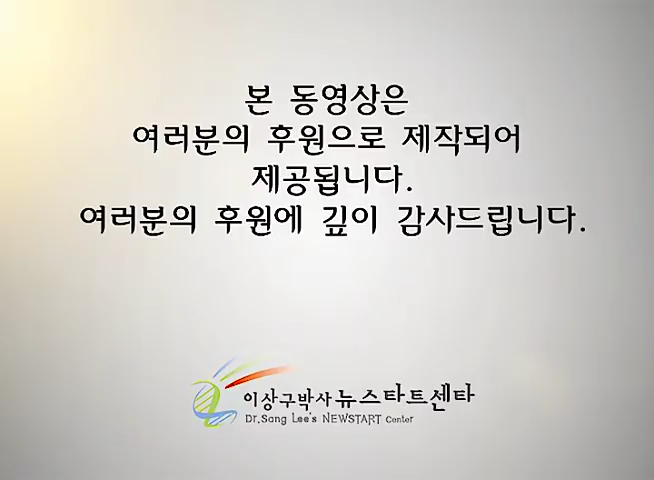 본 동영상은
여러분의 후원으로 제작되어
제공됩니다.
여러분의 후원에 깊이 감사드립니다.
이상구박사 뉴스타트센타
Dr.Sang Lee's NEWSTART Center